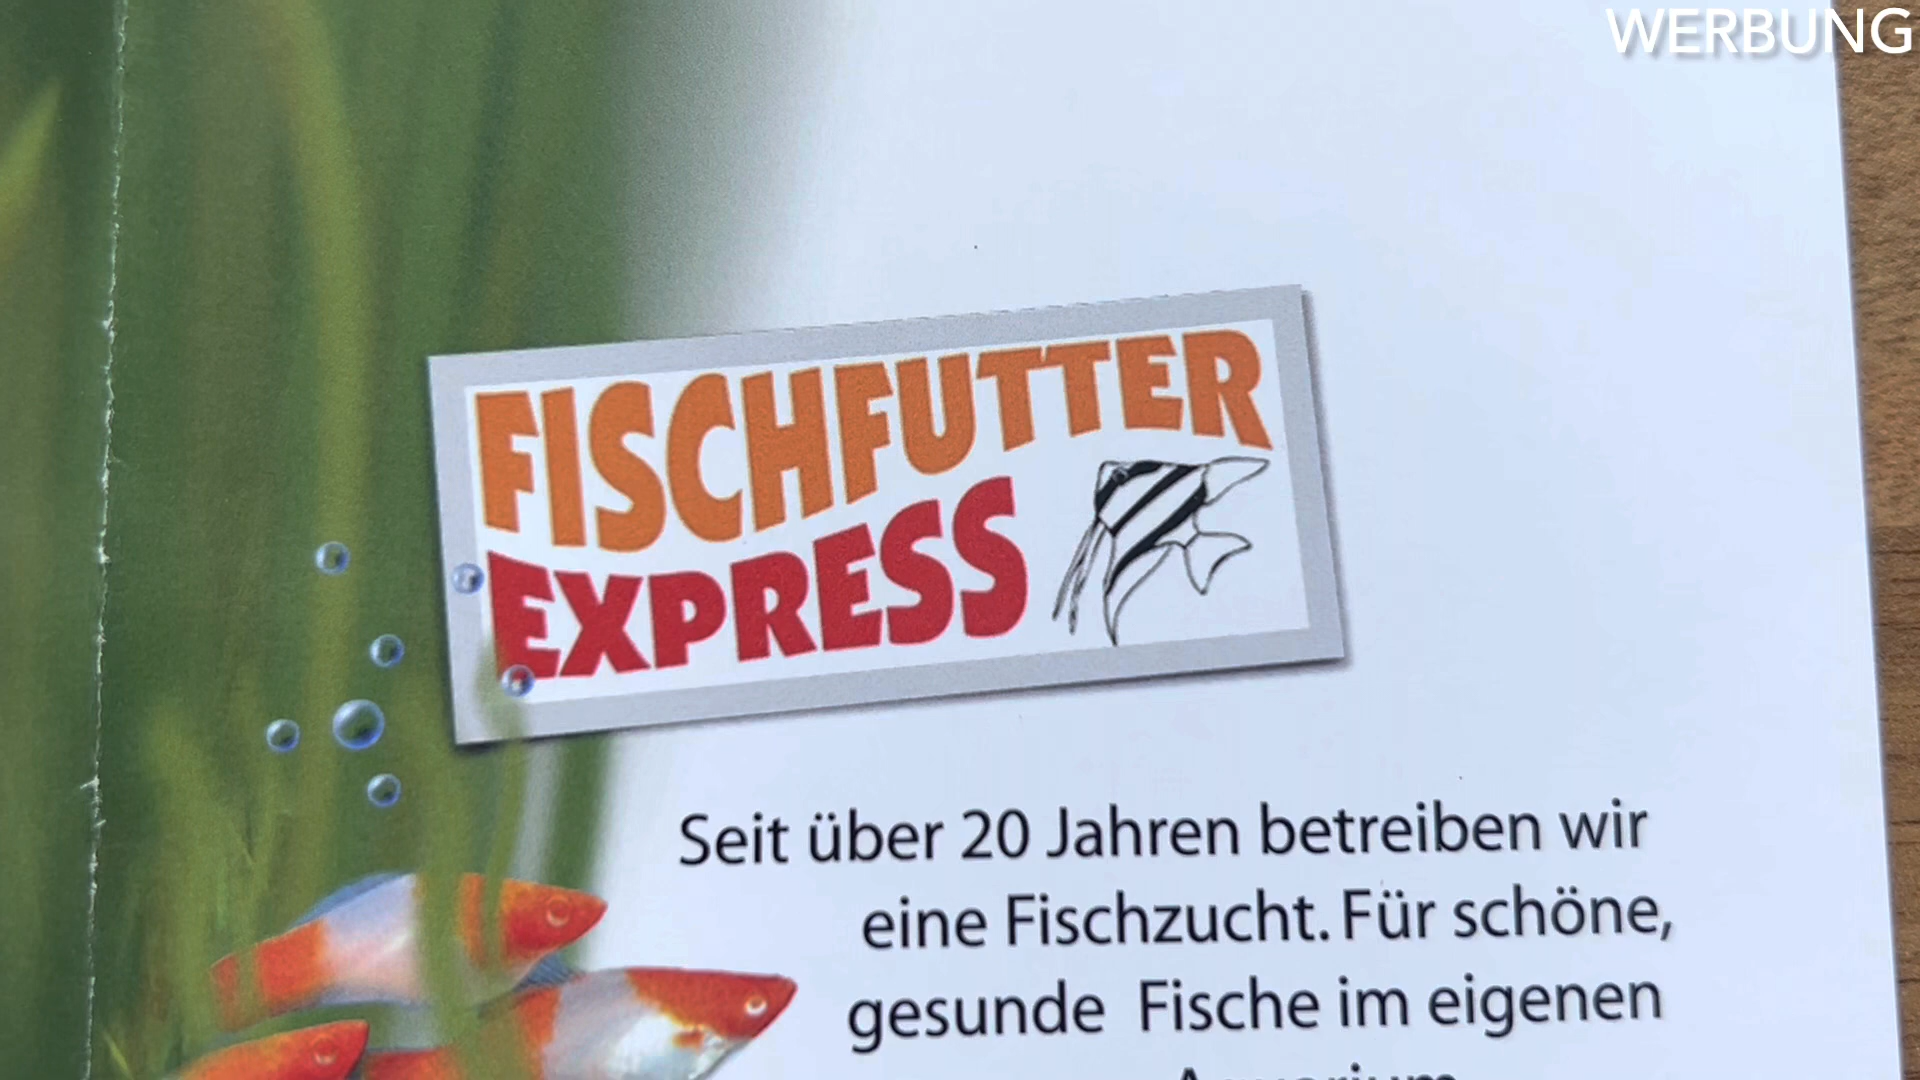 WERBUNG
FISCHFUTTER
EXPRESS
Seit über 20 Jahren betreiben wir
eine Fischzucht. Für schöne,
gesunde Fische im eigenen